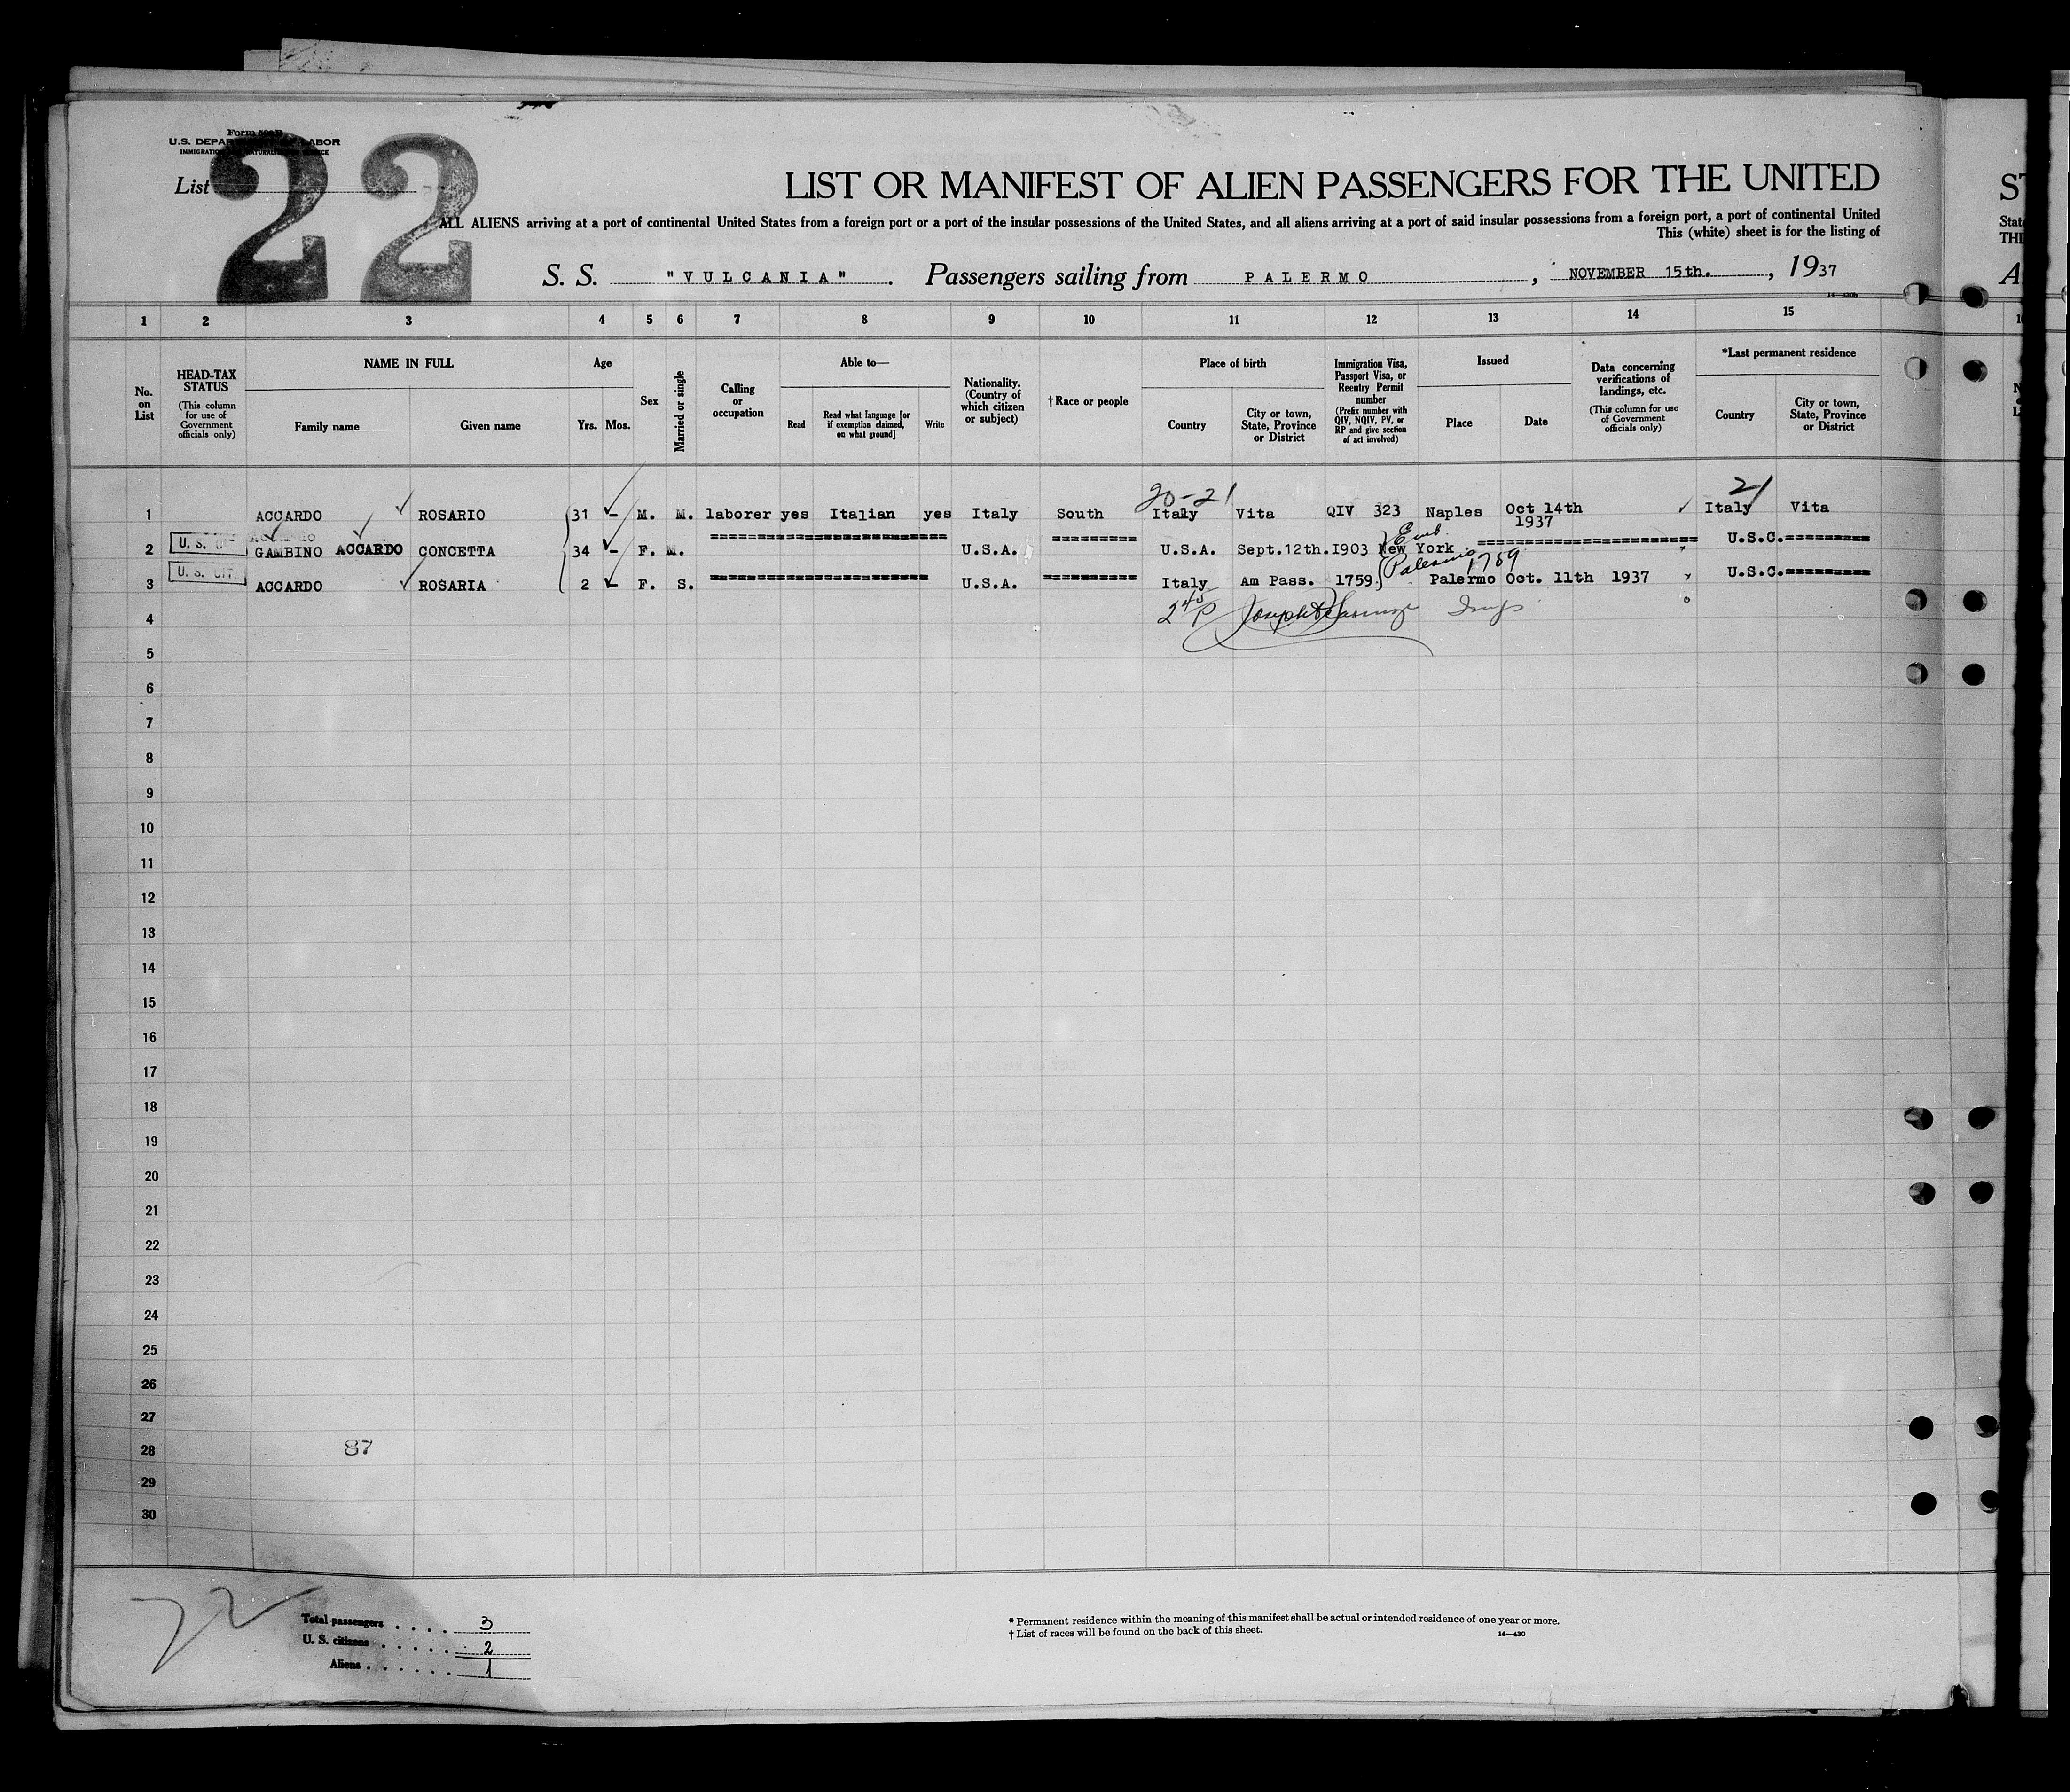 Form 500B
U.S. DEPARTMENT OF LABOR
IMMIGRATION AND NATURALIZATION SERVICE
List 22
LIST OR MANIFEST OF ALIEN PASSENGERS FOR THE UNITED
ALL ALIENS arriving at a port of continental United States from a foreign port or a port of the insular possessions of the United States, and all aliens arriving at a port of said insular possessions from a foreign port, a port of continental United
This (white) sheet is for the listing of
S. S. "VULCANIA". Passengers sailing from PALERMO, NOVEMBER 15th., 1937
1 2 3 4 5 6 7 8 9 10 11 12 13 14 15
No. on List
HEAD-TAX STATUS
(This column for use of Government officials only)
NAME IN FULL
Family name
Given name
Age
Yrs. Mos.
Sex
Married or single
Calling or occupation
Able to—
Read
Read what language [or if exemption claimed, on what ground]
Write
Nationality. (Country of which citizen or subject)
†Race or people
Place of birth
Country
City or town, State, Province or District
Immigration Visa, Passport Visa, or Reentry Permit number
(Prefix number with QIV, NQIV, PV, or RP and give section of act involved)
Issued
Place
Date
Data concerning verifications of landings, etc.
(This column for use of Government officials only)
*Last permanent residence
Country
City or town, State, Province or District
20-21
21
1 ACCARDO ROSARIO 31 - M. M. laborer yes Italian yes Italy South Italy Vita QIV 323 Naples Oct 14th 1937 Italy Vita
2 U. S. CIT. GAMBINO ACCARDO CONCETTA 34 - F. M. U.S.A. U.S.A. Sept.12th.1903 New York U.S.C.
Palermo 1759
3 U. S. CIT. ACCARDO ROSARIA 2 - F. S. U.S.A. Italy Am Pass. 1759 Palermo Oct. 11th 1937 U.S.C.
4
5
6
7
8
9
10
11
12
13
14
15
16
17
18
19
20
21
22
23
24
25
26
27
28 87
29
30
Total passengers . . . . 3
U. S. citizens . . . . . . 2
Aliens . . . . . . 1
22
* Permanent residence within the meaning of this manifest shall be actual or intended residence of one year or more.
† List of races will be found on the back of this sheet.
14—430